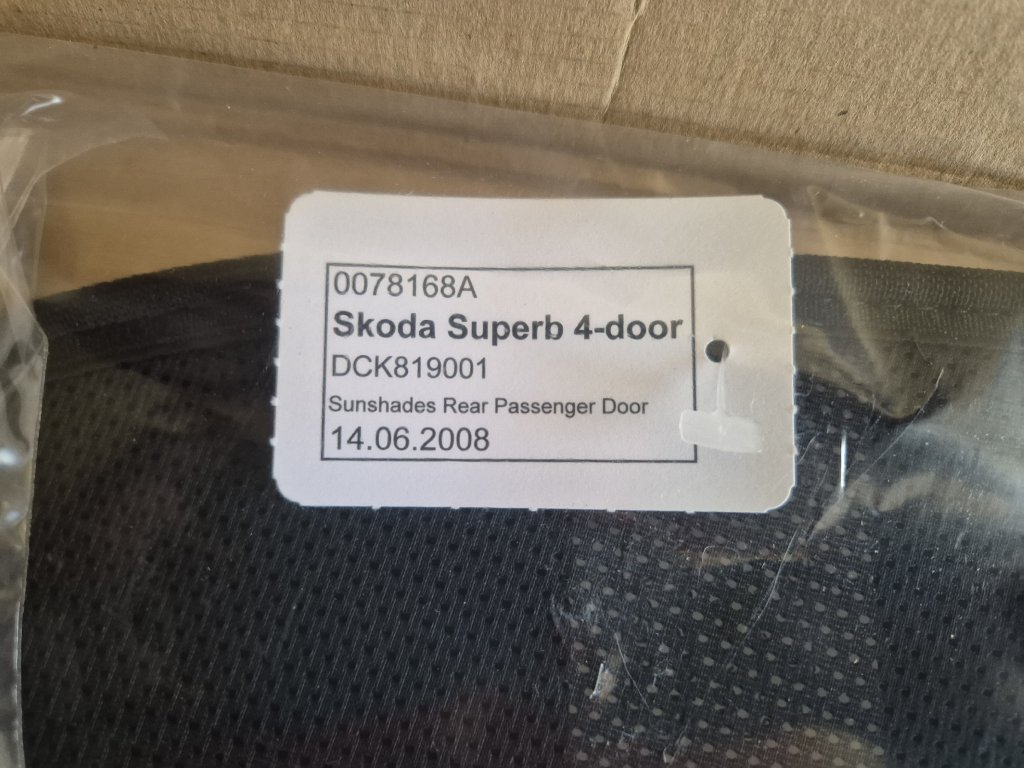 0078168A
Skoda Superb 4-door
DCK819001
Sunshades Rear Passenger Door
14.06.2008